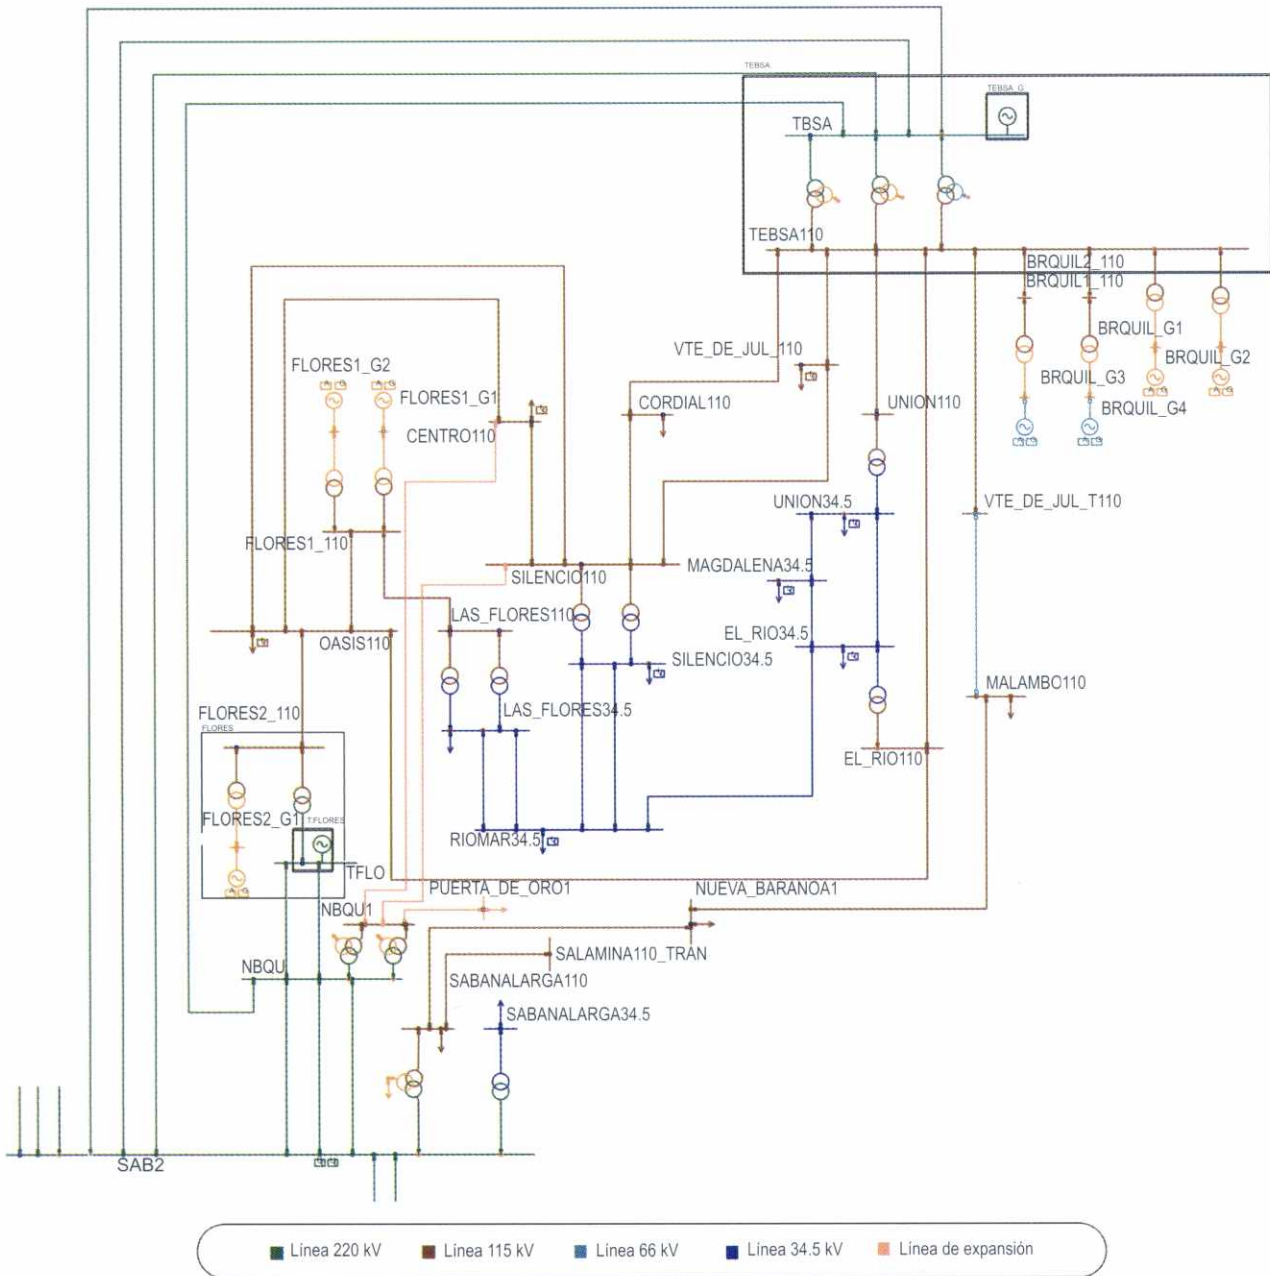 TEBSA
TEBSA_G
TBSA
TEBSA110
BRQUIL2_110
BRQUIL1_110
BRQUIL_G1
VTE_DE_JUL_110
BRQUIL_G2
FLORES1_G2
BRQUIL_G3
FLORES1_G1
CORDIAL110
UNION110
BRQUIL_G4
CENTRO110
UNION34.5
VTE_DE_JUL_T110
FLORES1_110
SILENCIO110
MAGDALENA34.5
LAS_FLORES110
EL_RIO34.5
OASIS110
SILENCIO34.5
MALAMBO110
FLORES2_110
LAS_FLORES34.5
FLORES
EL_RIO110
FLORES2_G1
T.FLORES
RIOMAR34.5
TFLO
PUERTA_DE_ORO1
NUEVA_BARANOA1
NBQU1
SALAMINA110_TRAN
NBQU
SABANALARGA110
SABANALARGA34.5
SAB2
Línea 220 kV
Línea 115 kV
Línea 66 kV
Línea 34.5 kV
Línea de expansión